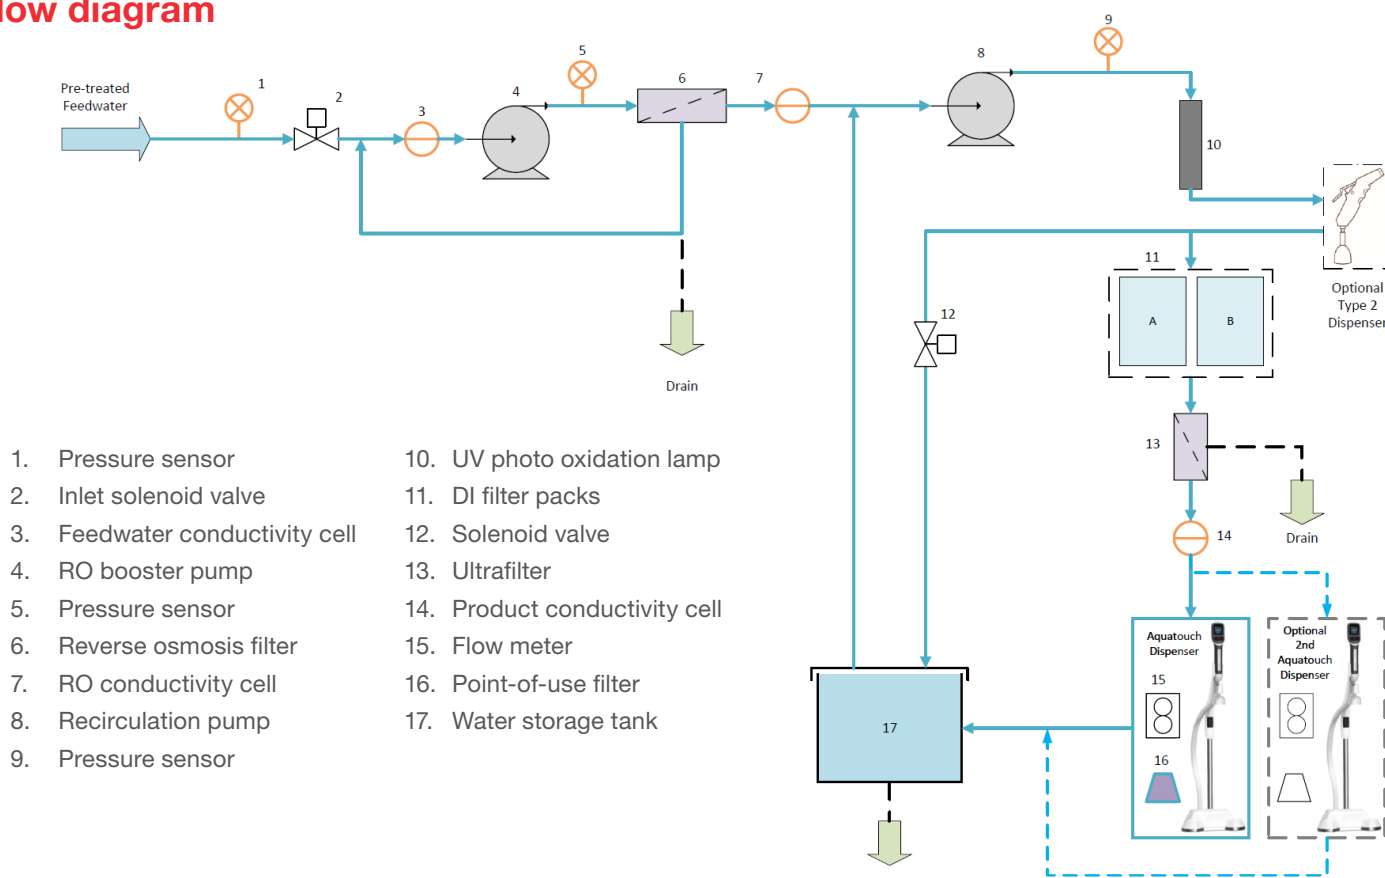 low diagram
9
5
8
Pre-treated
Feedwater
1
2
4
6
7
3
10
11
Optional
Type 2
Dispenser
12
A
B
Drain
13
14
Drain
1. Pressure sensor
2. Inlet solenoid valve
3. Feedwater conductivity cell
4. RO booster pump
5. Pressure sensor
6. Reverse osmosis filter
7. RO conductivity cell
8. Recirculation pump
9. Pressure sensor
10. UV photo oxidation lamp
11. DI filter packs
12. Solenoid valve
13. Ultrafilter
14. Product conductivity cell
15. Flow meter
16. Point-of-use filter
17. Water storage tank
Aquatouch
Dispenser
15
16
Optional
2nd
Aquatouch
Dispenser
17